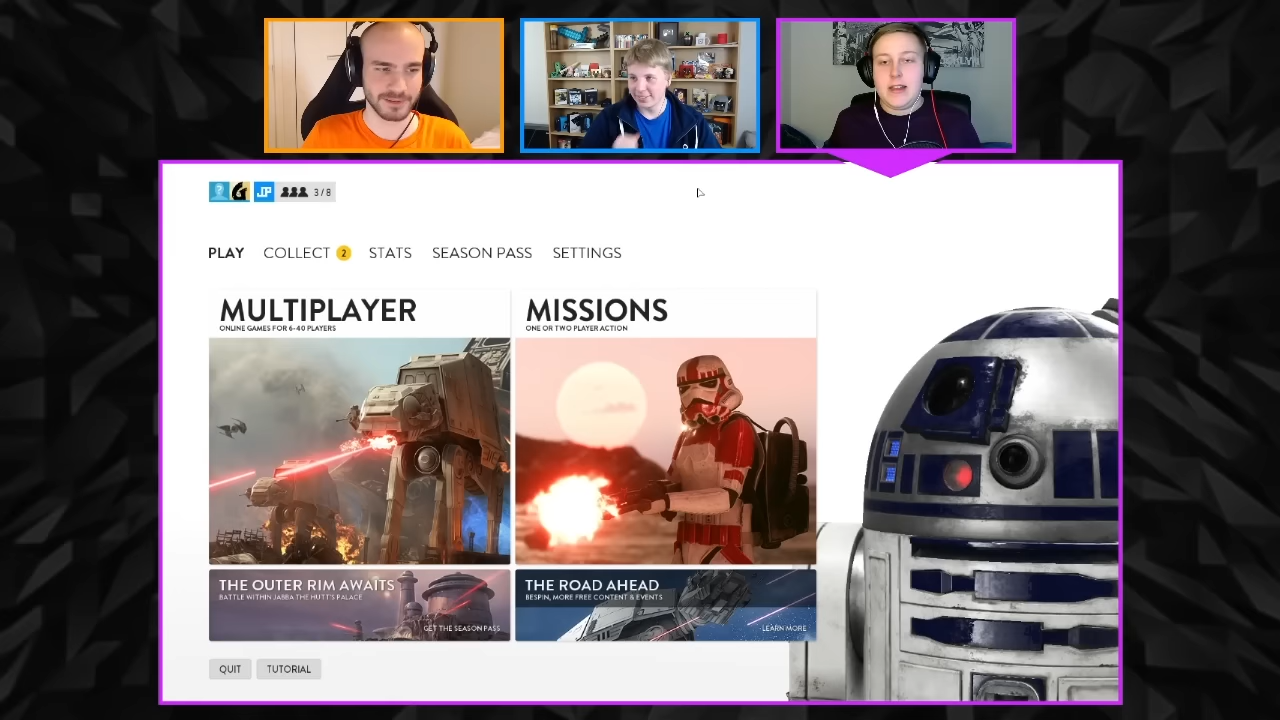 3/8
PLAY COLLECT 2 STATS SEASON PASS SETTINGS
MULTIPLAYER
ONLINE GAMES FOR 6-40 PLAYERS
MISSIONS
ONE OR TWO PLAYER ACTION
THE OUTER RIM AWAITS
BATTLE WITHIN JABBA THE HUTT'S PALACE
GET THE SEASON PASS
THE ROAD AHEAD
BESPIN, MORE FREE CONTENT & EVENTS
LEARN MORE
QUIT TUTORIAL